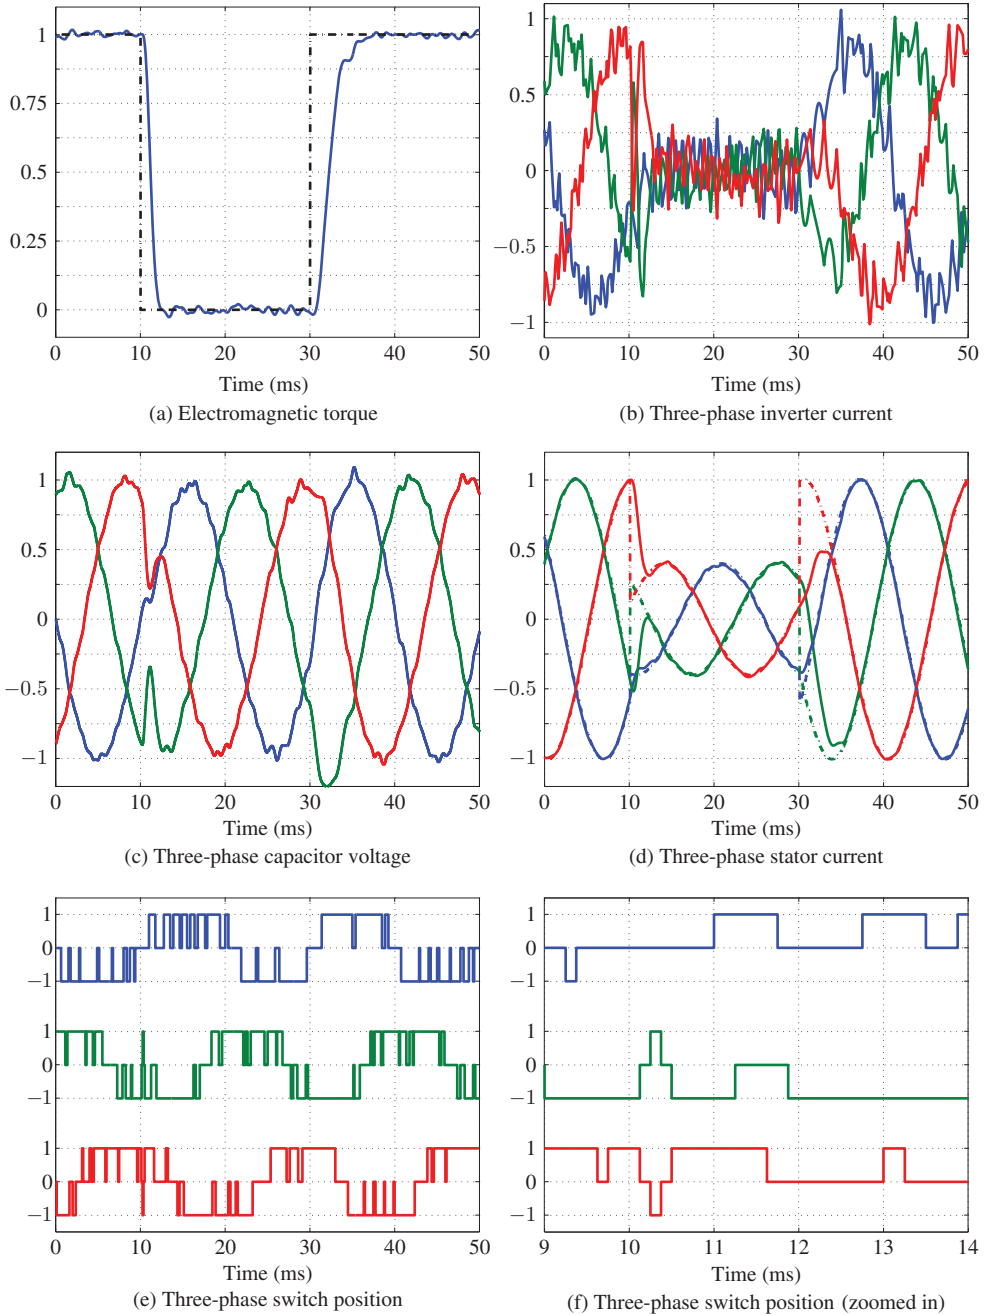 1
0.75
0.5
0.25
0
0 10 20 30 40 50
Time (ms)
(a) Electromagnetic torque
1
0.5
0
−0.5
−1
0 10 20 30 40 50
Time (ms)
(b) Three-phase inverter current
1
0.5
0
−0.5
−1
0 10 20 30 40 50
Time (ms)
(c) Three-phase capacitor voltage
1
0.5
0
−0.5
−1
0 10 20 30 40 50
Time (ms)
(d) Three-phase stator current
1
0
−1
1
0
−1
1
0
−1
0 10 20 30 40 50
Time (ms)
(e) Three-phase switch position
1
0
−1
1
0
−1
1
0
−1
9 10 11 12 13 14
Time (ms)
(f) Three-phase switch position (zoomed in)